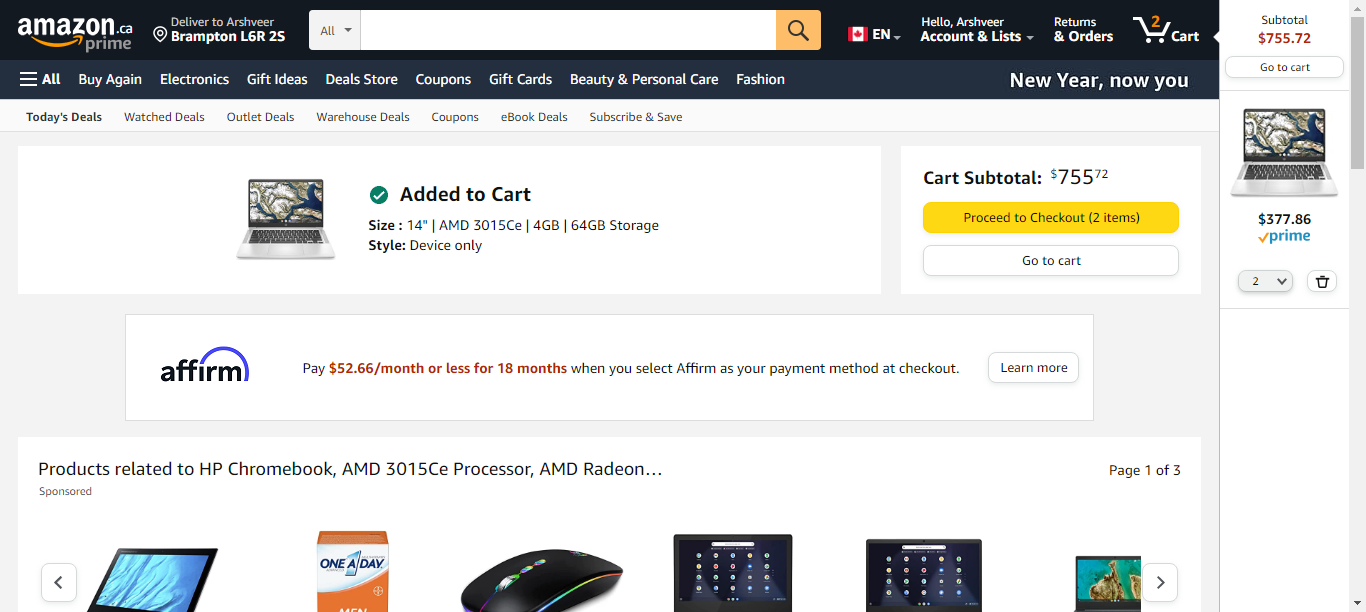 amazon.ca
prime
Deliver to Arshveer
Brampton L6R 2S
All
EN
Hello, Arshveer
Account & Lists
Returns
& Orders
2
Cart
Subtotal
$755.72
Go to cart
All
Buy Again
Electronics
Gift Ideas
Deals Store
Coupons
Gift Cards
Beauty & Personal Care
Fashion
New Year, now you
Today's Deals
Watched Deals
Outlet Deals
Warehouse Deals
Coupons
eBook Deals
Subscribe & Save
Added to Cart
Size : 14" | AMD 3015Ce | 4GB | 64GB Storage
Style: Device only
Cart Subtotal: $755 72
Proceed to Checkout (2 items)
Go to cart
$377.86
prime
2
affirm
Pay $52.66/month or less for 18 months when you select Affirm as your payment method at checkout.
Learn more
Products related to HP Chromebook, AMD 3015Ce Processor, AMD Radeon…
Page 1 of 3
Sponsored
ONE A DAY
MEN